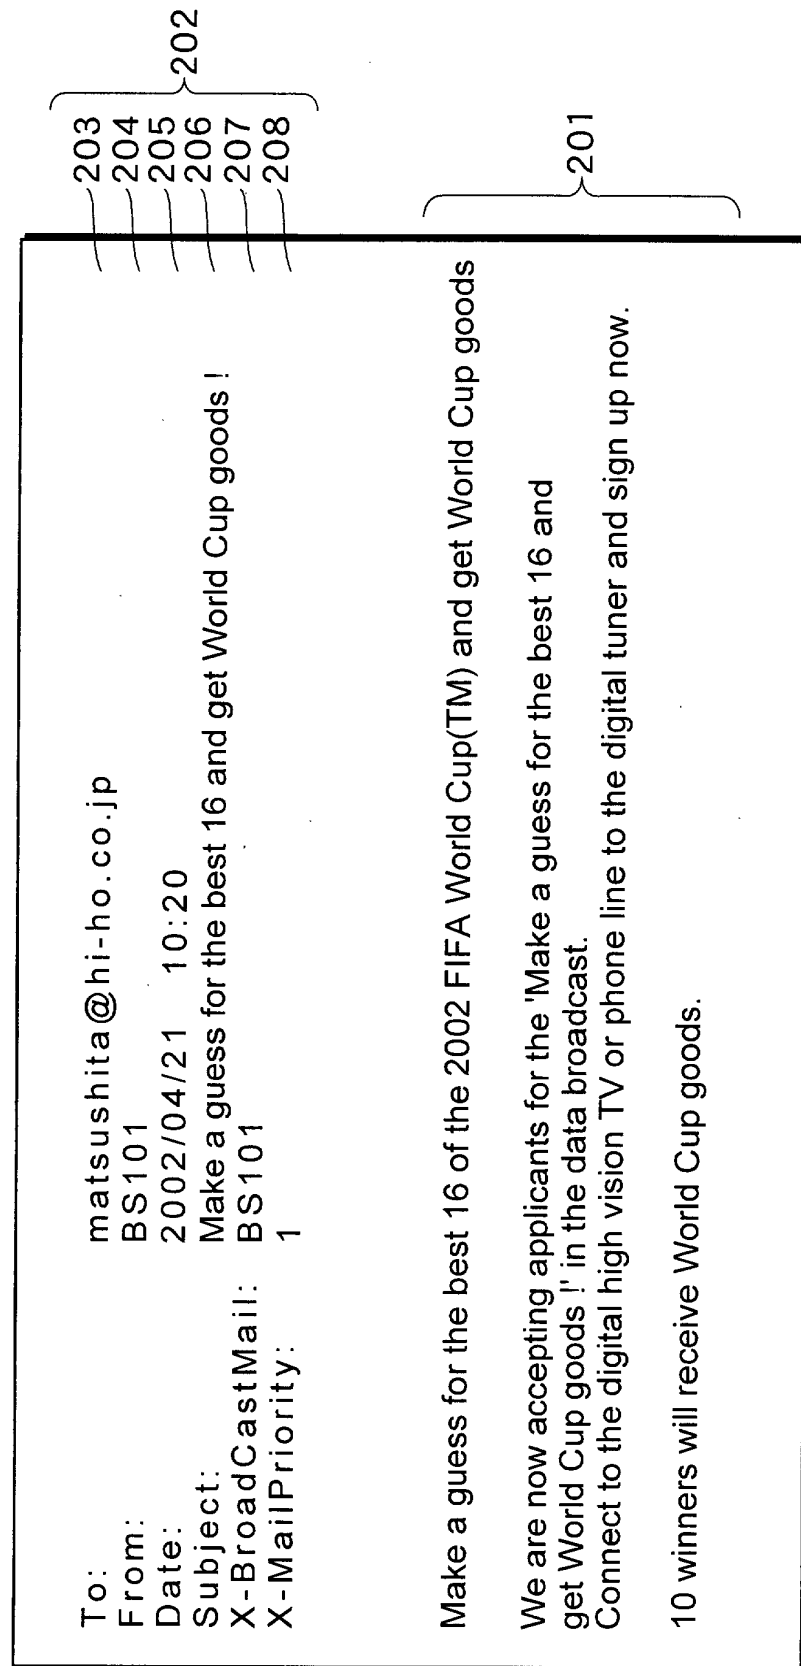 To: matsushita@hi-ho.co.jp 203
From: BS101 204
Date: 2002/04/21 10:20 205
Subject: Make a guess for the best 16 and get World Cup goods ! 206
X-BroadCastMail: BS101 207
X-MailPriority: 1 208
202
Make a guess for the best 16 of the 2002 FIFA World Cup(TM) and get World Cup goods
We are now accepting applicants for the 'Make a guess for the best 16 and
get World Cup goods !' in the data broadcast.
Connect to the digital high vision TV or phone line to the digital tuner and sign up now.
10 winners will receive World Cup goods.
201